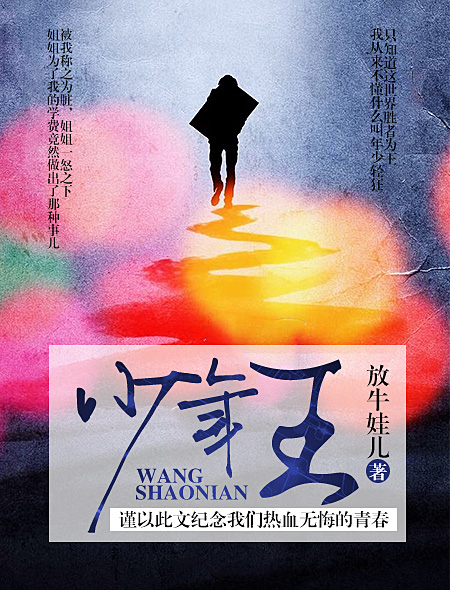 我从来不懂什么叫年少轻狂
只知道这世界胜者为王
姐姐为了我的学费竟然做出了那种事儿
被我称之为脏，姐姐一怒之下
少年王
WANG
SHAONIAN
放牛娃儿著
谨以此文纪念我们热血无悔的青春